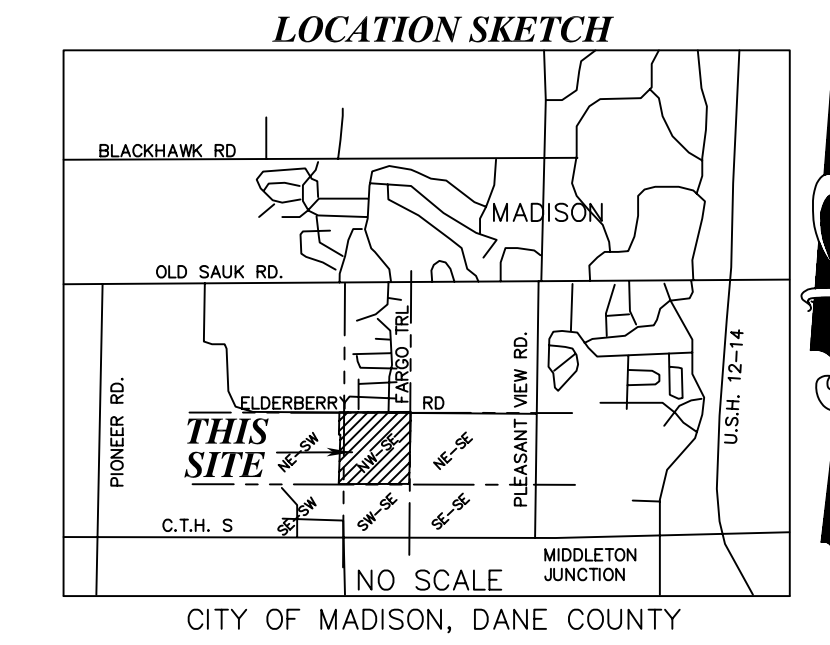 LOCATION SKETCH
BLACKHAWK RD
MADISON
OLD SAUK RD.
FARGO TRL
PIONEER RD.
PLEASANT VIEW RD.
U.S.H. 12-14
ELDERBERRY RD
THIS
SITE
NE-SW
NW-SE
NE-SE
SE-SW
SW-SE
SE-SE
C.T.H. S
MIDDLETON
JUNCTION
NO SCALE
CITY OF MADISON, DANE COUNTY